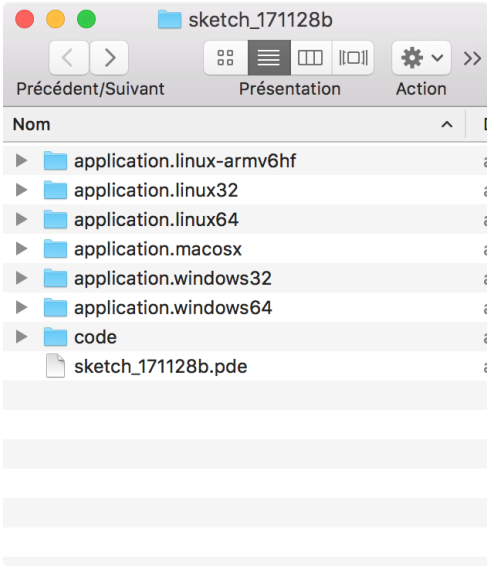 sketch_171128b
Précédent/Suivant Présentation Action
Nom
application.linux-armv6hf
application.linux32
application.linux64
application.macosx
application.windows32
application.windows64
code
sketch_171128b.pde